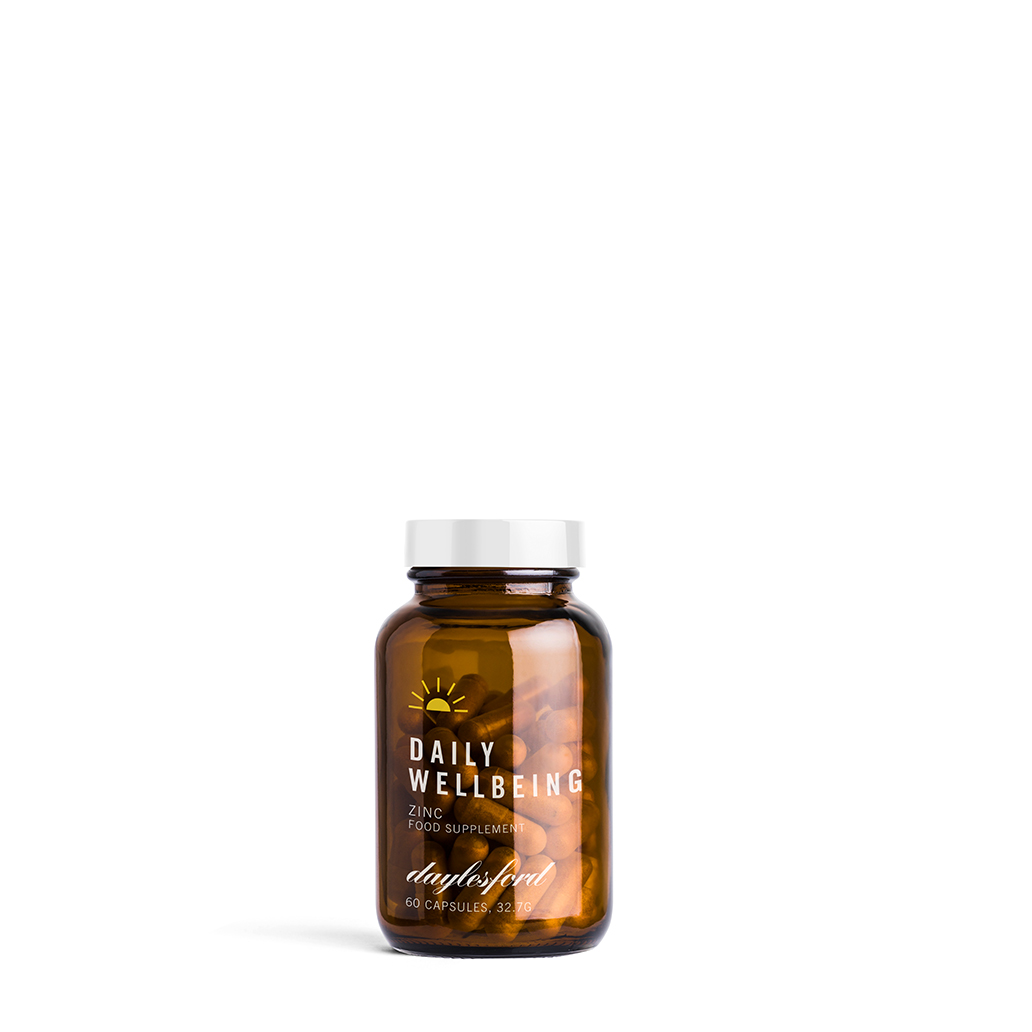 DAILY
WELLBEING
ZINC
FOOD SUPPLEMENT
daylesford
60 CAPSULES, 32.7G